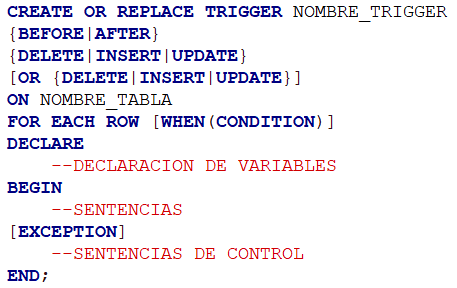 CREATE OR REPLACE TRIGGER NOMBRE_TRIGGER
{BEFORE|AFTER}
{DELETE|INSERT|UPDATE}
[OR {DELETE|INSERT|UPDATE}]
ON NOMBRE_TABLA
FOR EACH ROW [WHEN(CONDITION)]
DECLARE
    --DECLARACION DE VARIABLES
BEGIN
    --SENTENCIAS
[EXCEPTION]
    --SENTENCIAS DE CONTROL
END;